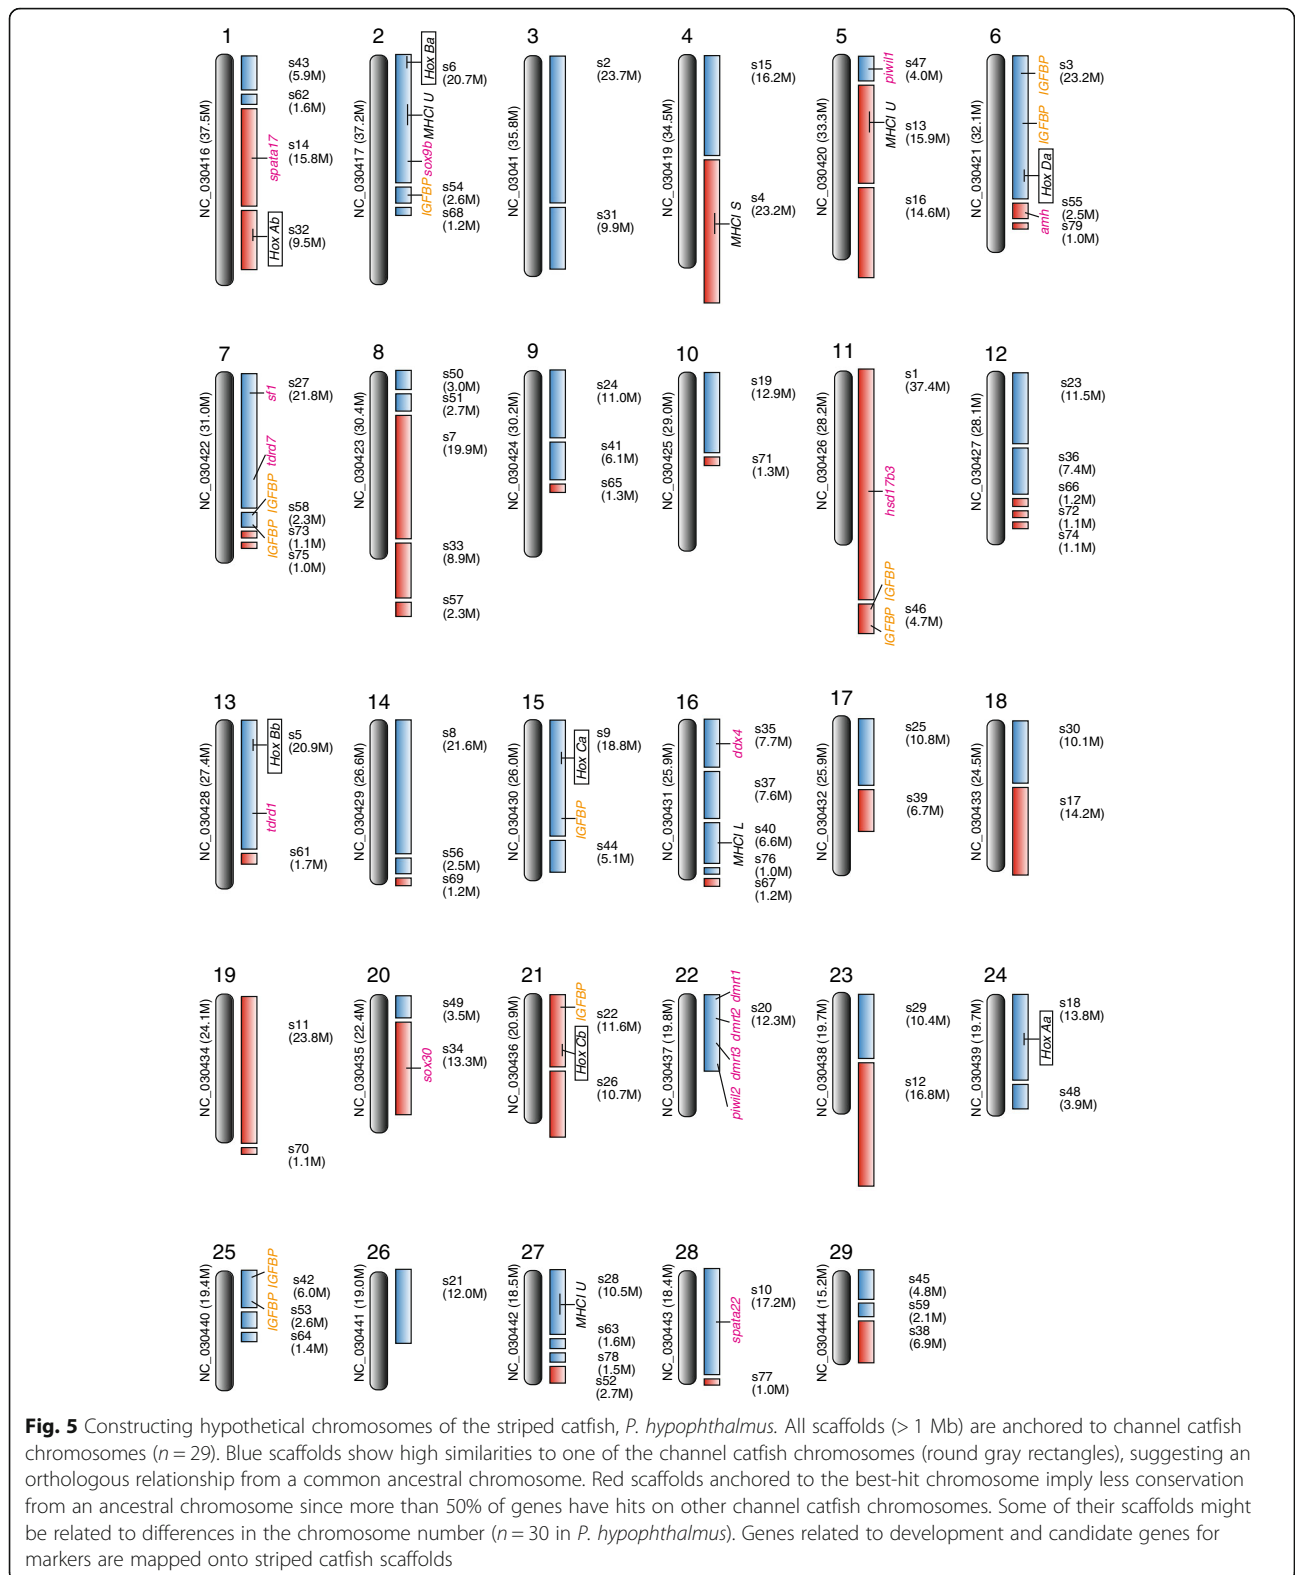 1
NC_030416 (37.5M)
s43
(5.9M)
s62
(1.6M)
spata17
s14
(15.8M)
Hox Ab
s32
(9.5M)
2
NC_030417 (37.2M)
Hox Ba
s6
(20.7M)
MHCI U
sox9b
IGFBP
s54
(2.6M)
s68
(1.2M)
3
NC_03041 (35.8M)
s2
(23.7M)
s31
(9.9M)
4
NC_030419 (34.5M)
s15
(16.2M)
s4
(23.2M)
MHCI S
5
NC_030420 (33.3M)
piwil1
s47
(4.0M)
MHCI U
s13
(15.9M)
s16
(14.6M)
6
NC_030421 (32.1M)
IGFBP
s3
(23.2M)
IGFBP
Hox Da
amh
s55
(2.5M)
s79
(1.0M)
7
NC_030422 (31.0M)
sf1
s27
(21.8M)
tdrd7
IGFBP
IGFBP
s58
(2.3M)
s73
(1.1M)
s75
(1.0M)
8
NC_030423 (30.4M)
s50
(3.0M)
s51
(2.7M)
s7
(19.9M)
s33
(8.9M)
s57
(2.3M)
9
NC_030424 (30.2M)
s24
(11.0M)
s41
(6.1M)
s65
(1.3M)
10
NC_030425 (29.0M)
s19
(12.9M)
s71
(1.3M)
11
NC_030426 (28.2M)
s1
(37.4M)
hsd17b3
IGFBP
IGFBP
s46
(4.7M)
12
NC_030427 (28.1M)
s23
(11.5M)
s36
(7.4M)
s66
(1.2M)
s72
(1.1M)
s74
(1.1M)
13
NC_030428 (27.4M)
Hox Bb
s5
(20.9M)
tdrd1
s61
(1.7M)
14
NC_030429 (26.6M)
s8
(21.6M)
s56
(2.5M)
s69
(1.2M)
15
NC_030430 (26.0M)
Hox Ca
s9
(18.8M)
IGFBP
s44
(5.1M)
16
NC_030431 (25.9M)
ddx4
s35
(7.7M)
s37
(7.6M)
MHCI L
s40
(6.6M)
s76
(1.0M)
s67
(1.2M)
17
NC_030432 (25.9M)
s25
(10.8M)
s39
(6.7M)
18
NC_030433 (24.5M)
s30
(10.1M)
s17
(14.2M)
19
NC_030434 (24.1M)
s11
(23.8M)
s70
(1.1M)
20
NC_030435 (22.4M)
s49
(3.5M)
s34
(13.3M)
sox30
21
NC_030436 (20.9M)
IGFBP
s22
(11.6M)
Hox Cb
s26
(10.7M)
22
NC_030437 (19.8M)
dmrt1
dmrt2
dmrt3
piwil2
s20
(12.3M)
23
NC_030438 (19.7M)
s29
(10.4M)
s12
(16.8M)
24
NC_030439 (19.7M)
s18
(13.8M)
Hox Aa
s48
(3.9M)
25
NC_030440 (19.4M)
IGFBP
IGFBP
s42
(6.0M)
s53
(2.6M)
s64
(1.4M)
26
NC_030441 (19.0M)
s21
(12.0M)
27
NC_030442 (18.5M)
s28
(10.5M)
MHCI U
s63
(1.6M)
s78
(1.5M)
s52
(2.7M)
28
NC_030443 (18.4M)
s10
(17.2M)
spata22
s77
(1.0M)
29
NC_030444 (15.2M)
s45
(4.8M)
s59
(2.1M)
s38
(6.9M)
Fig. 5 Constructing hypothetical chromosomes of the striped catfish, P. hypophthalmus. All scaffolds (> 1 Mb) are anchored to channel catfish
chromosomes (n = 29). Blue scaffolds show high similarities to one of the channel catfish chromosomes (round gray rectangles), suggesting an
orthologous relationship from a common ancestral chromosome. Red scaffolds anchored to the best-hit chromosome imply less conservation
from an ancestral chromosome since more than 50% of genes have hits on other channel catfish chromosomes. Some of their scaffolds might
be related to differences in the chromosome number (n = 30 in P. hypophthalmus). Genes related to development and candidate genes for
markers are mapped onto striped catfish scaffolds